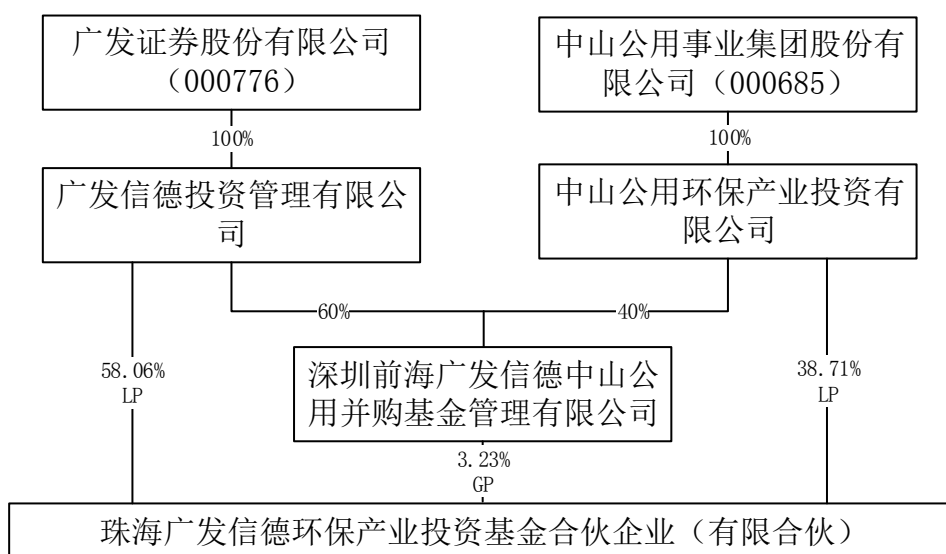 广发证券股份有限公司
（000776）
中山公用事业集团股份有
限公司（000685）
100%
100%
广发信德投资管理有限公
司
中山公用环保产业投资有
限公司
60%
40%
58.06%
LP
深圳前海广发信德中山公
用并购基金管理有限公司
38.71%
LP
3.23%
GP
珠海广发信德环保产业投资基金合伙企业（有限合伙）